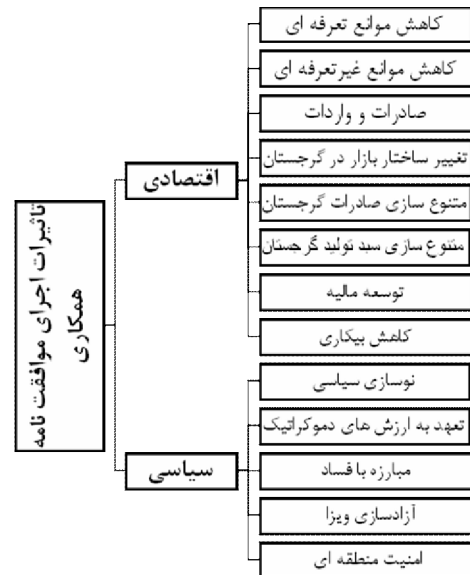 تاثیرات اجرای موافقت نامه
همکاری
اقتصادی
کاهش موانع تعرفه ای
کاهش موانع غیرتعرفه ای
صادرات و واردات
تغییر ساختار بازار در گرجستان
متنوع سازی صادرات گرجستان
متنوع سازی سبد تولید گرجستان
توسعه مالیه
کاهش بیکاری
سیاسی
نوسازی سیاسی
تعهد به ارزش های دموکراتیک
مبارزه با فساد
آزادسازی ویزا
امنیت منطقه ای